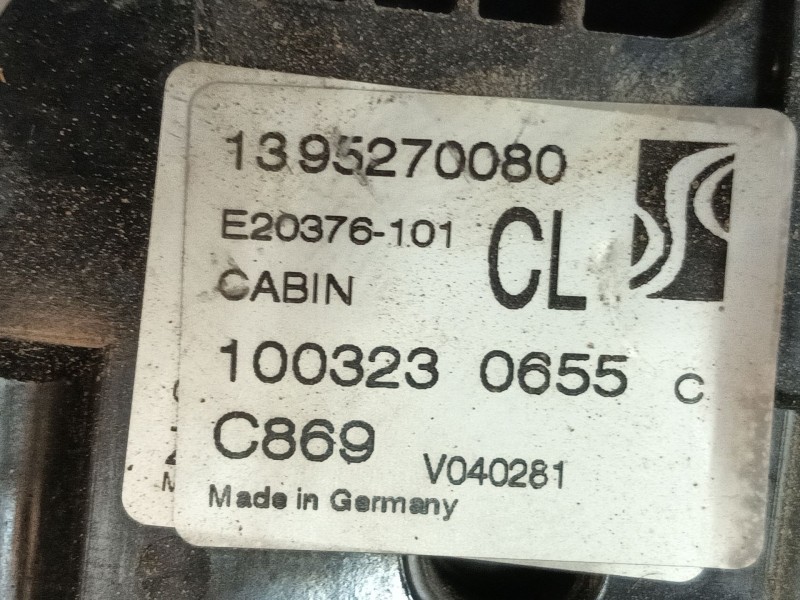 1395270080
E20376-101
CL
CABIN
100323 0655 C
C869 V040281
Made in Germany